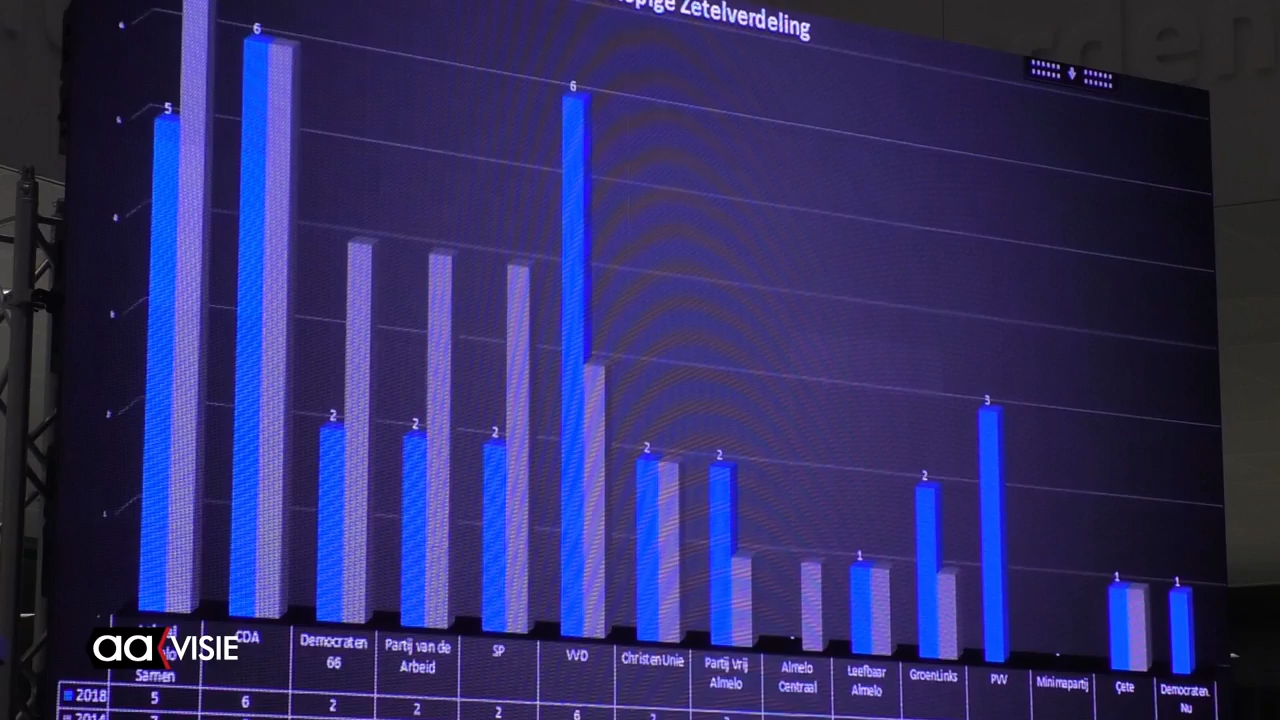 Zetelverdeling
5
6
6
2
2
2
2
2
1
2
3
1
1
Samen
CDA
Democraten
66
Partij van de
Arbeid
SP
VVD
ChristenUnie
Partij Vrij
Almelo
Almelo
Centraal
Leefbaar
Almelo
GroenLinks
PVV
Minimapartij
Çete
Democraten.
Nu
2018 5 6 2 2 2 6
2014
aa VISIE